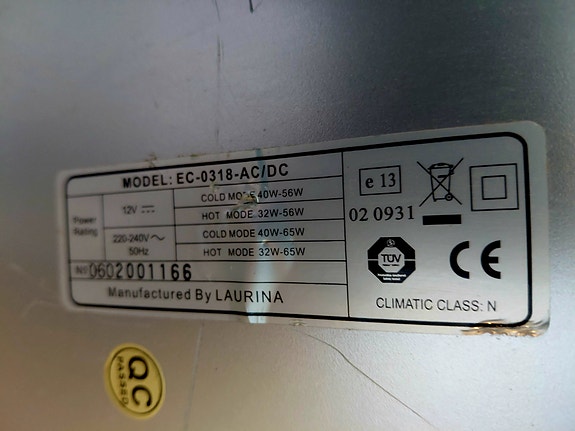 MODEL: EC-0318-AC/DC
Power Rating
12V
COLD MODE 40W-56W
HOT MODE 32W-56W
220-240V~ 50Hz
COLD MODE 40W-65W
HOT MODE 32W-65W
Nº 0602001166
Manufactured By LAURINA
e 13
02 0931
TÜV
CE
CLIMATIC CLASS: N
QC
PASSED